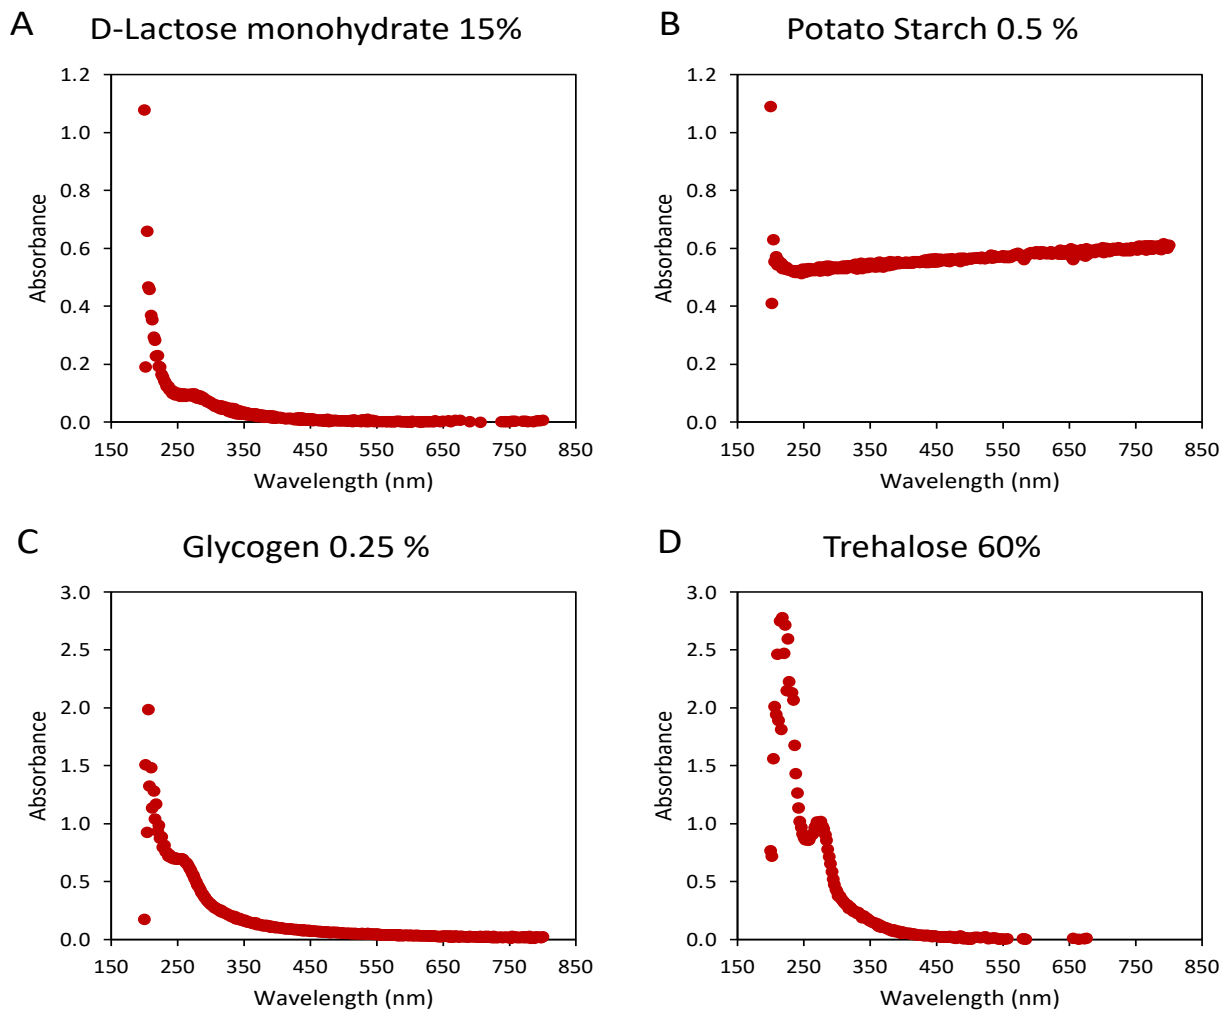 A
D-Lactose monohydrate 15%
1.2
1.0
0.8
0.6
0.4
0.2
0.0
Absorbance
150 250 350 450 550 650 750 850
Wavelength (nm)
B
Potato Starch 0.5 %
1.2
1.0
0.8
0.6
0.4
0.2
0.0
Absorbance
150 250 350 450 550 650 750 850
Wavelength (nm)
C
Glycogen 0.25 %
3.0
2.5
2.0
1.5
1.0
0.5
0.0
Absorbance
150 250 350 450 550 650 750 850
Wavelength (nm)
D
Trehalose 60%
3.0
2.5
2.0
1.5
1.0
0.5
0.0
Absorbance
150 250 350 450 550 650 750 850
Wavelength (nm)